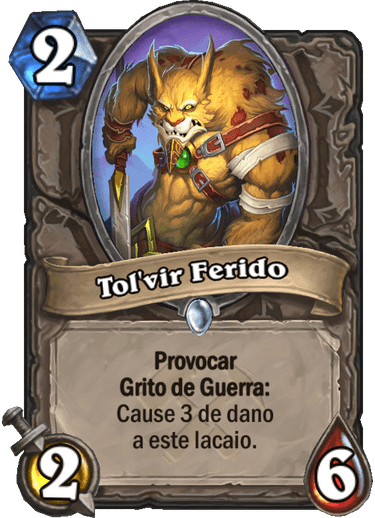 2
Tol'vir Ferido
Provocar
Grito de Guerra:
Cause 3 de dano
a este lacaio.
2
6